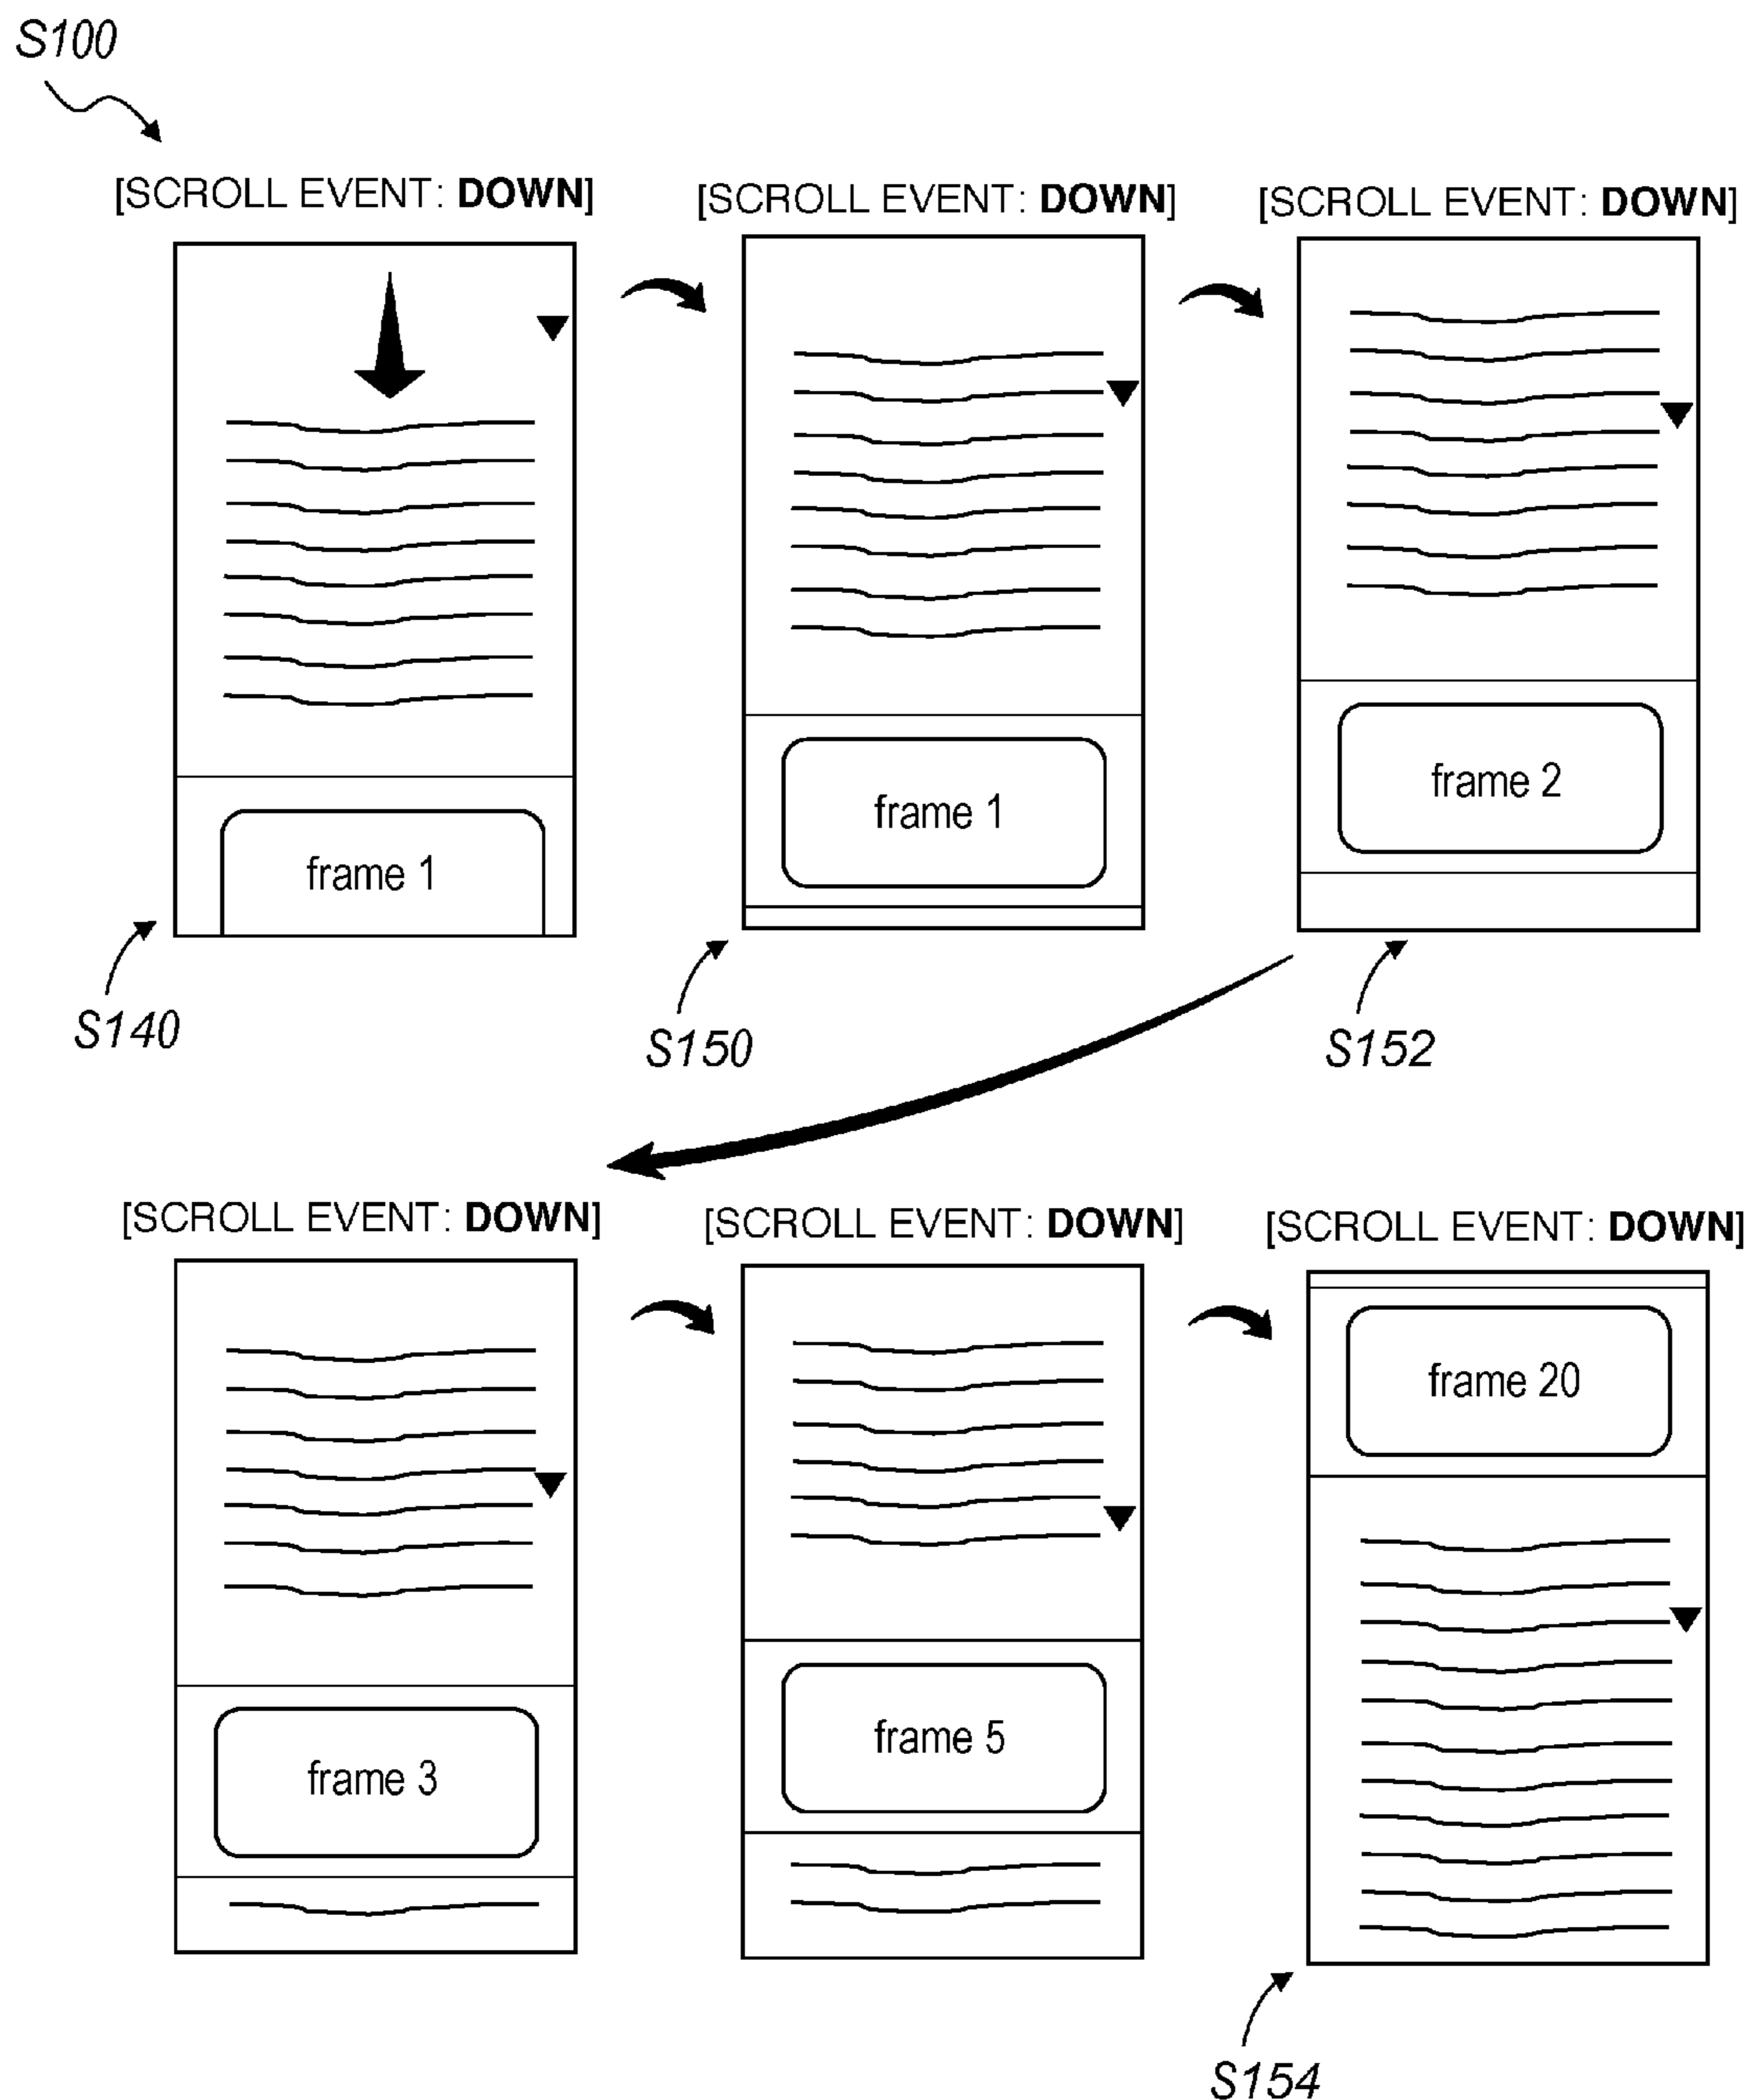 S100
[SCROLL EVENT: DOWN]
[SCROLL EVENT: DOWN]
[SCROLL EVENT: DOWN]
frame 1
frame 1
frame 2
S140
S150
S152
[SCROLL EVENT: DOWN]
[SCROLL EVENT: DOWN]
[SCROLL EVENT: DOWN]
frame 3
frame 5
frame 20
S154